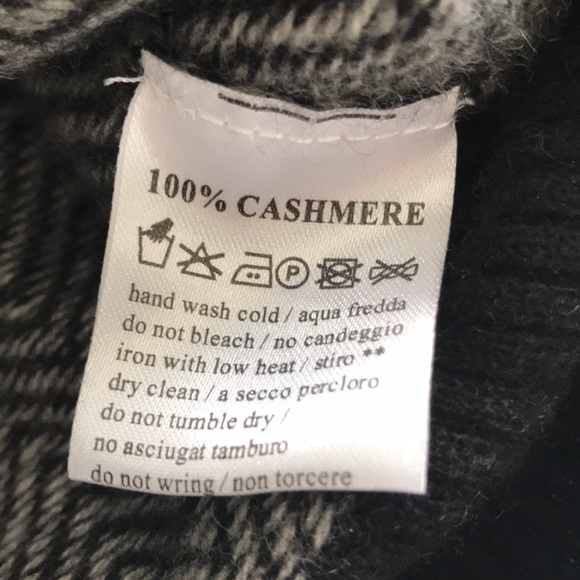 100% CASHMERE
P
hand wash cold / aqua fredda
do not bleach / no candeggio
iron with low heat / stiro **
dry clean / a secco percloro
do not tumble dry /
no asciugat tamburo
do not wring / non torcere